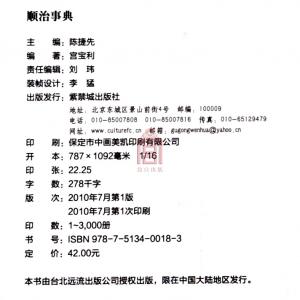 顺治事典
主编：陈捷先
编著：宫宝利
责任编辑：刘玮
装帧设计：李猛
出版发行：紫禁城出版社
地址：北京东城区景山前街4号 邮编：100009
电话：010-85007808 010-85007816 传真：010-65129479
网址：www.culturefc.cn 邮箱：gugongwenhua@yahoo.cn
印刷：保定市中画美凯印刷有限公司
开本：787×1092毫米 1/16
印张：22.25
字数：278千字
版次：2010年7月第1版
2010年7月第1次印刷
印数：1~3,000册
书号：ISBN 978-7-5134-0018-3
定价：42.00元
本书由台北远流出版公司授权出版，限在中国大陆地区发行。